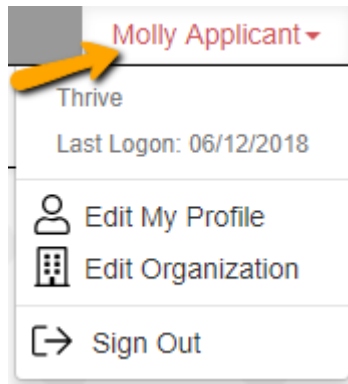 Molly Applicant
Thrive
Last Logon: 06/12/2018
Edit My Profile
Edit Organization
Sign Out